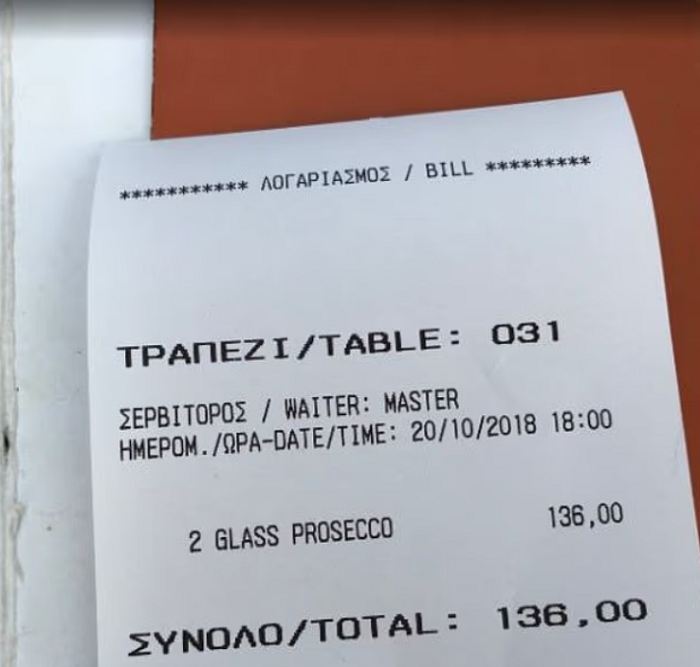 *********** ΛΟΓΑΡΙΑΣΜΟΣ / BILL *********
ΤΡΑΠΕΖΙ/TABLE: 031
ΣΕΡΒΙΤΟΡΟΣ / WAITER: MASTER
ΗΜΕΡΟΜ./ΩΡΑ-DATE/TIME: 20/10/2018 18:00
2 GLASS PROSECCO 136,00
ΣΥΝΟΛΟ/TOTAL: 136,00